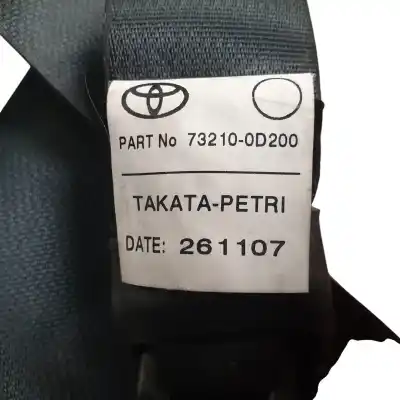 PART No 73210-0D200
TAKATA-PETRI
DATE: 261107